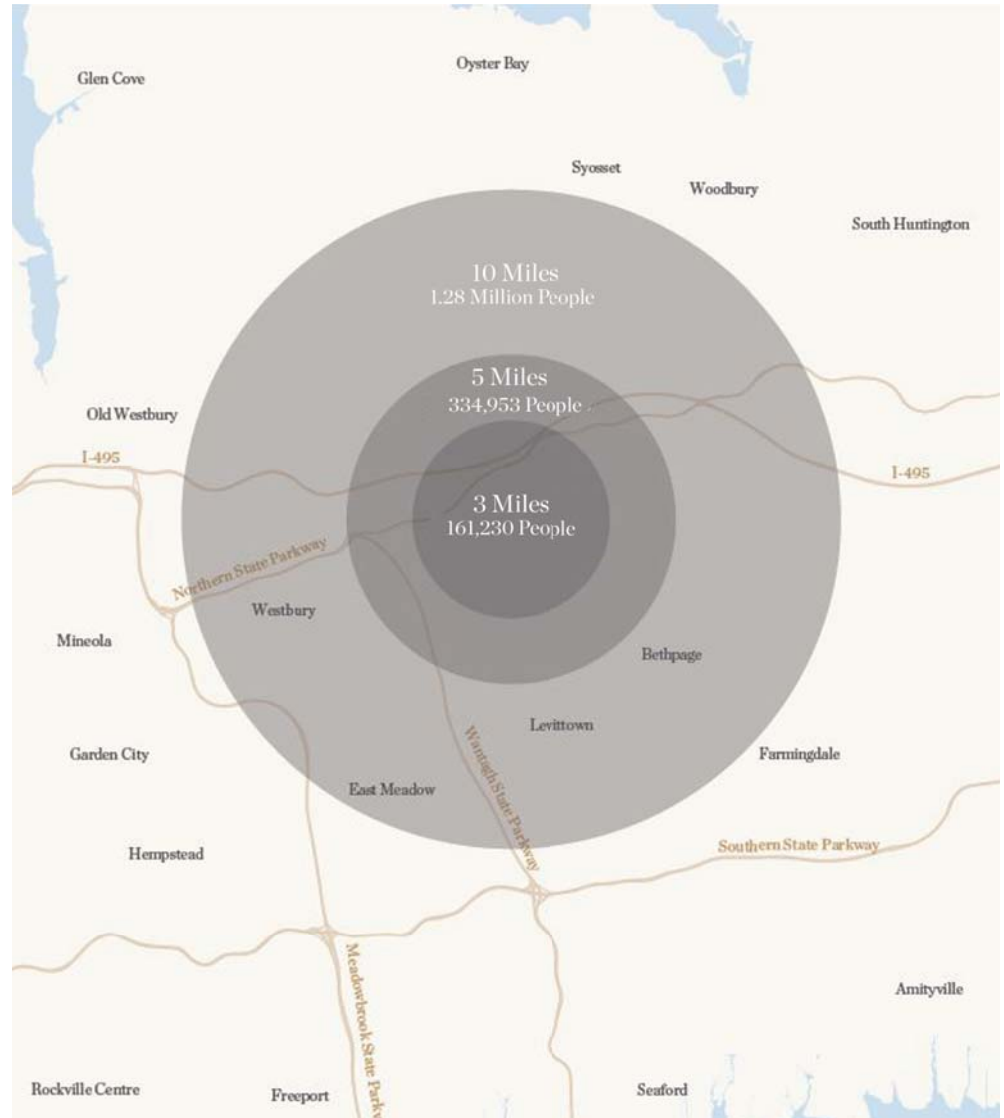 Oyster Bay
Glen Cove
Syosset
Woodbury
South Huntington
10 Miles
1.28 Million People
5 Miles
334,953 People
Old Westbury
I-495
I-495
3 Miles
161,230 People
Northern State Parkway
Westbury
Mineola
Bethpage
Levittown
Garden City
Farmingdale
Wantagh State Parkway
East Meadow
Southern State Parkway
Hempstead
Meadowbrook State Parkw
Amityville
Rockville Centre
Freeport
Seaford